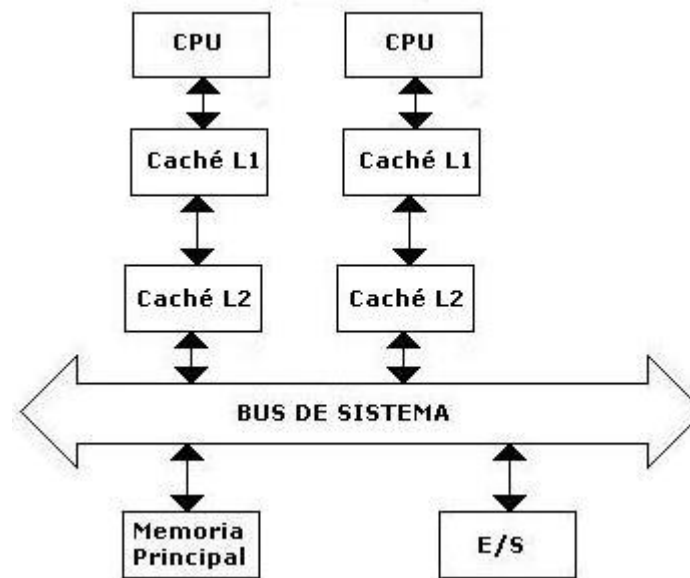 CPU
CPU
Caché L1
Caché L1
Caché L2
Caché L2
BUS DE SISTEMA
Memoria
Principal
E/S